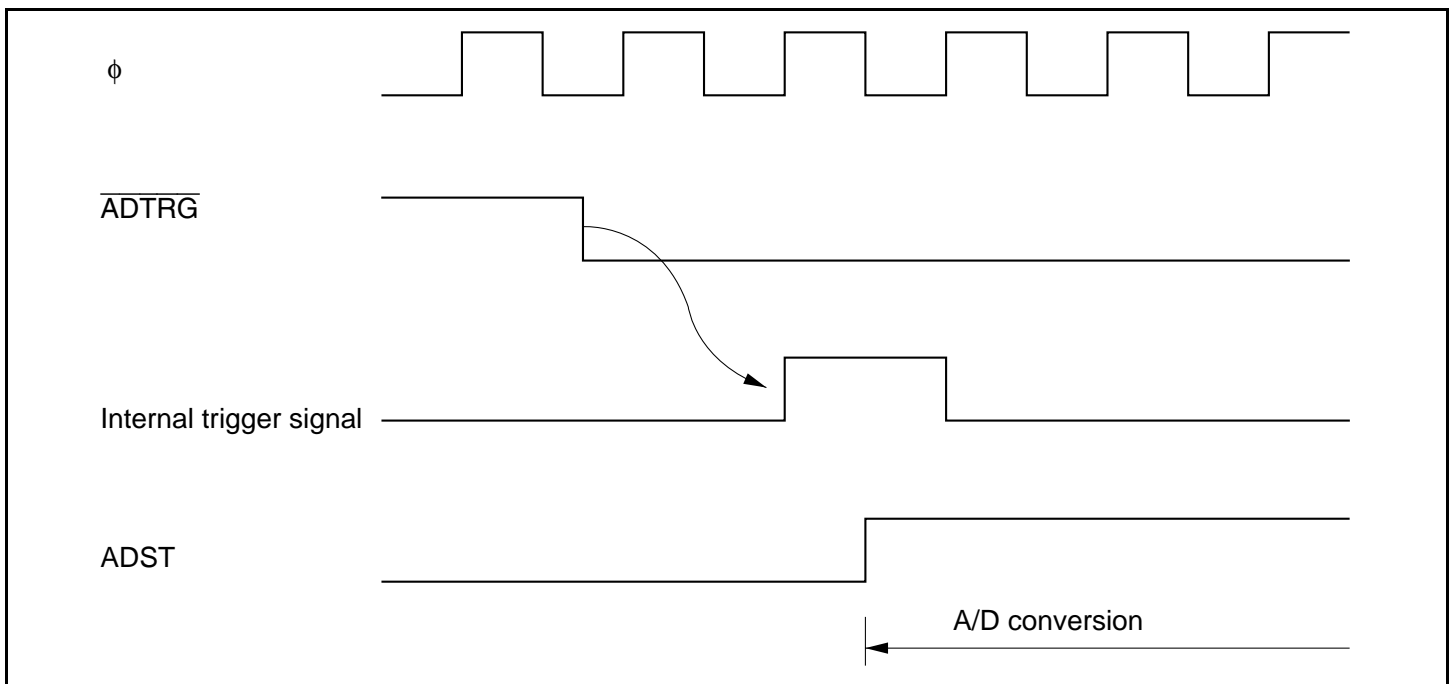 ϕ
ADTRG
Internal trigger signal
ADST
A/D conversion